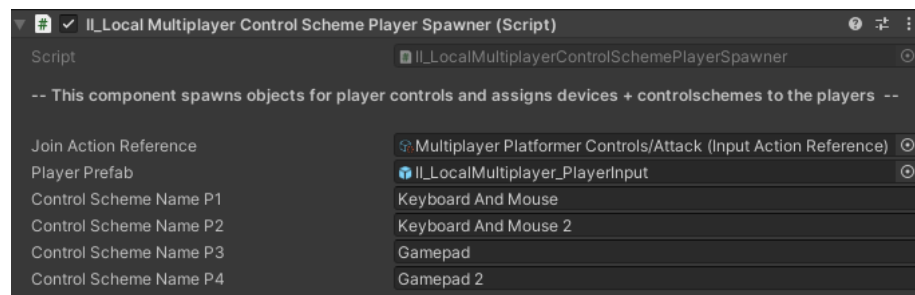 # Il_Local Multiplayer Control Scheme Player Spawner (Script)
Script Il_LocalMultiplayerControlSchemePlayerSpawner
-- This component spawns objects for player controls and assigns devices + controlschemes to the players --
Join Action Reference Multiplayer Platformer Controls/Attack (Input Action Reference)
Player Prefab Il_LocalMultiplayer_PlayerInput
Control Scheme Name P1 Keyboard And Mouse
Control Scheme Name P2 Keyboard And Mouse 2
Control Scheme Name P3 Gamepad
Control Scheme Name P4 Gamepad 2